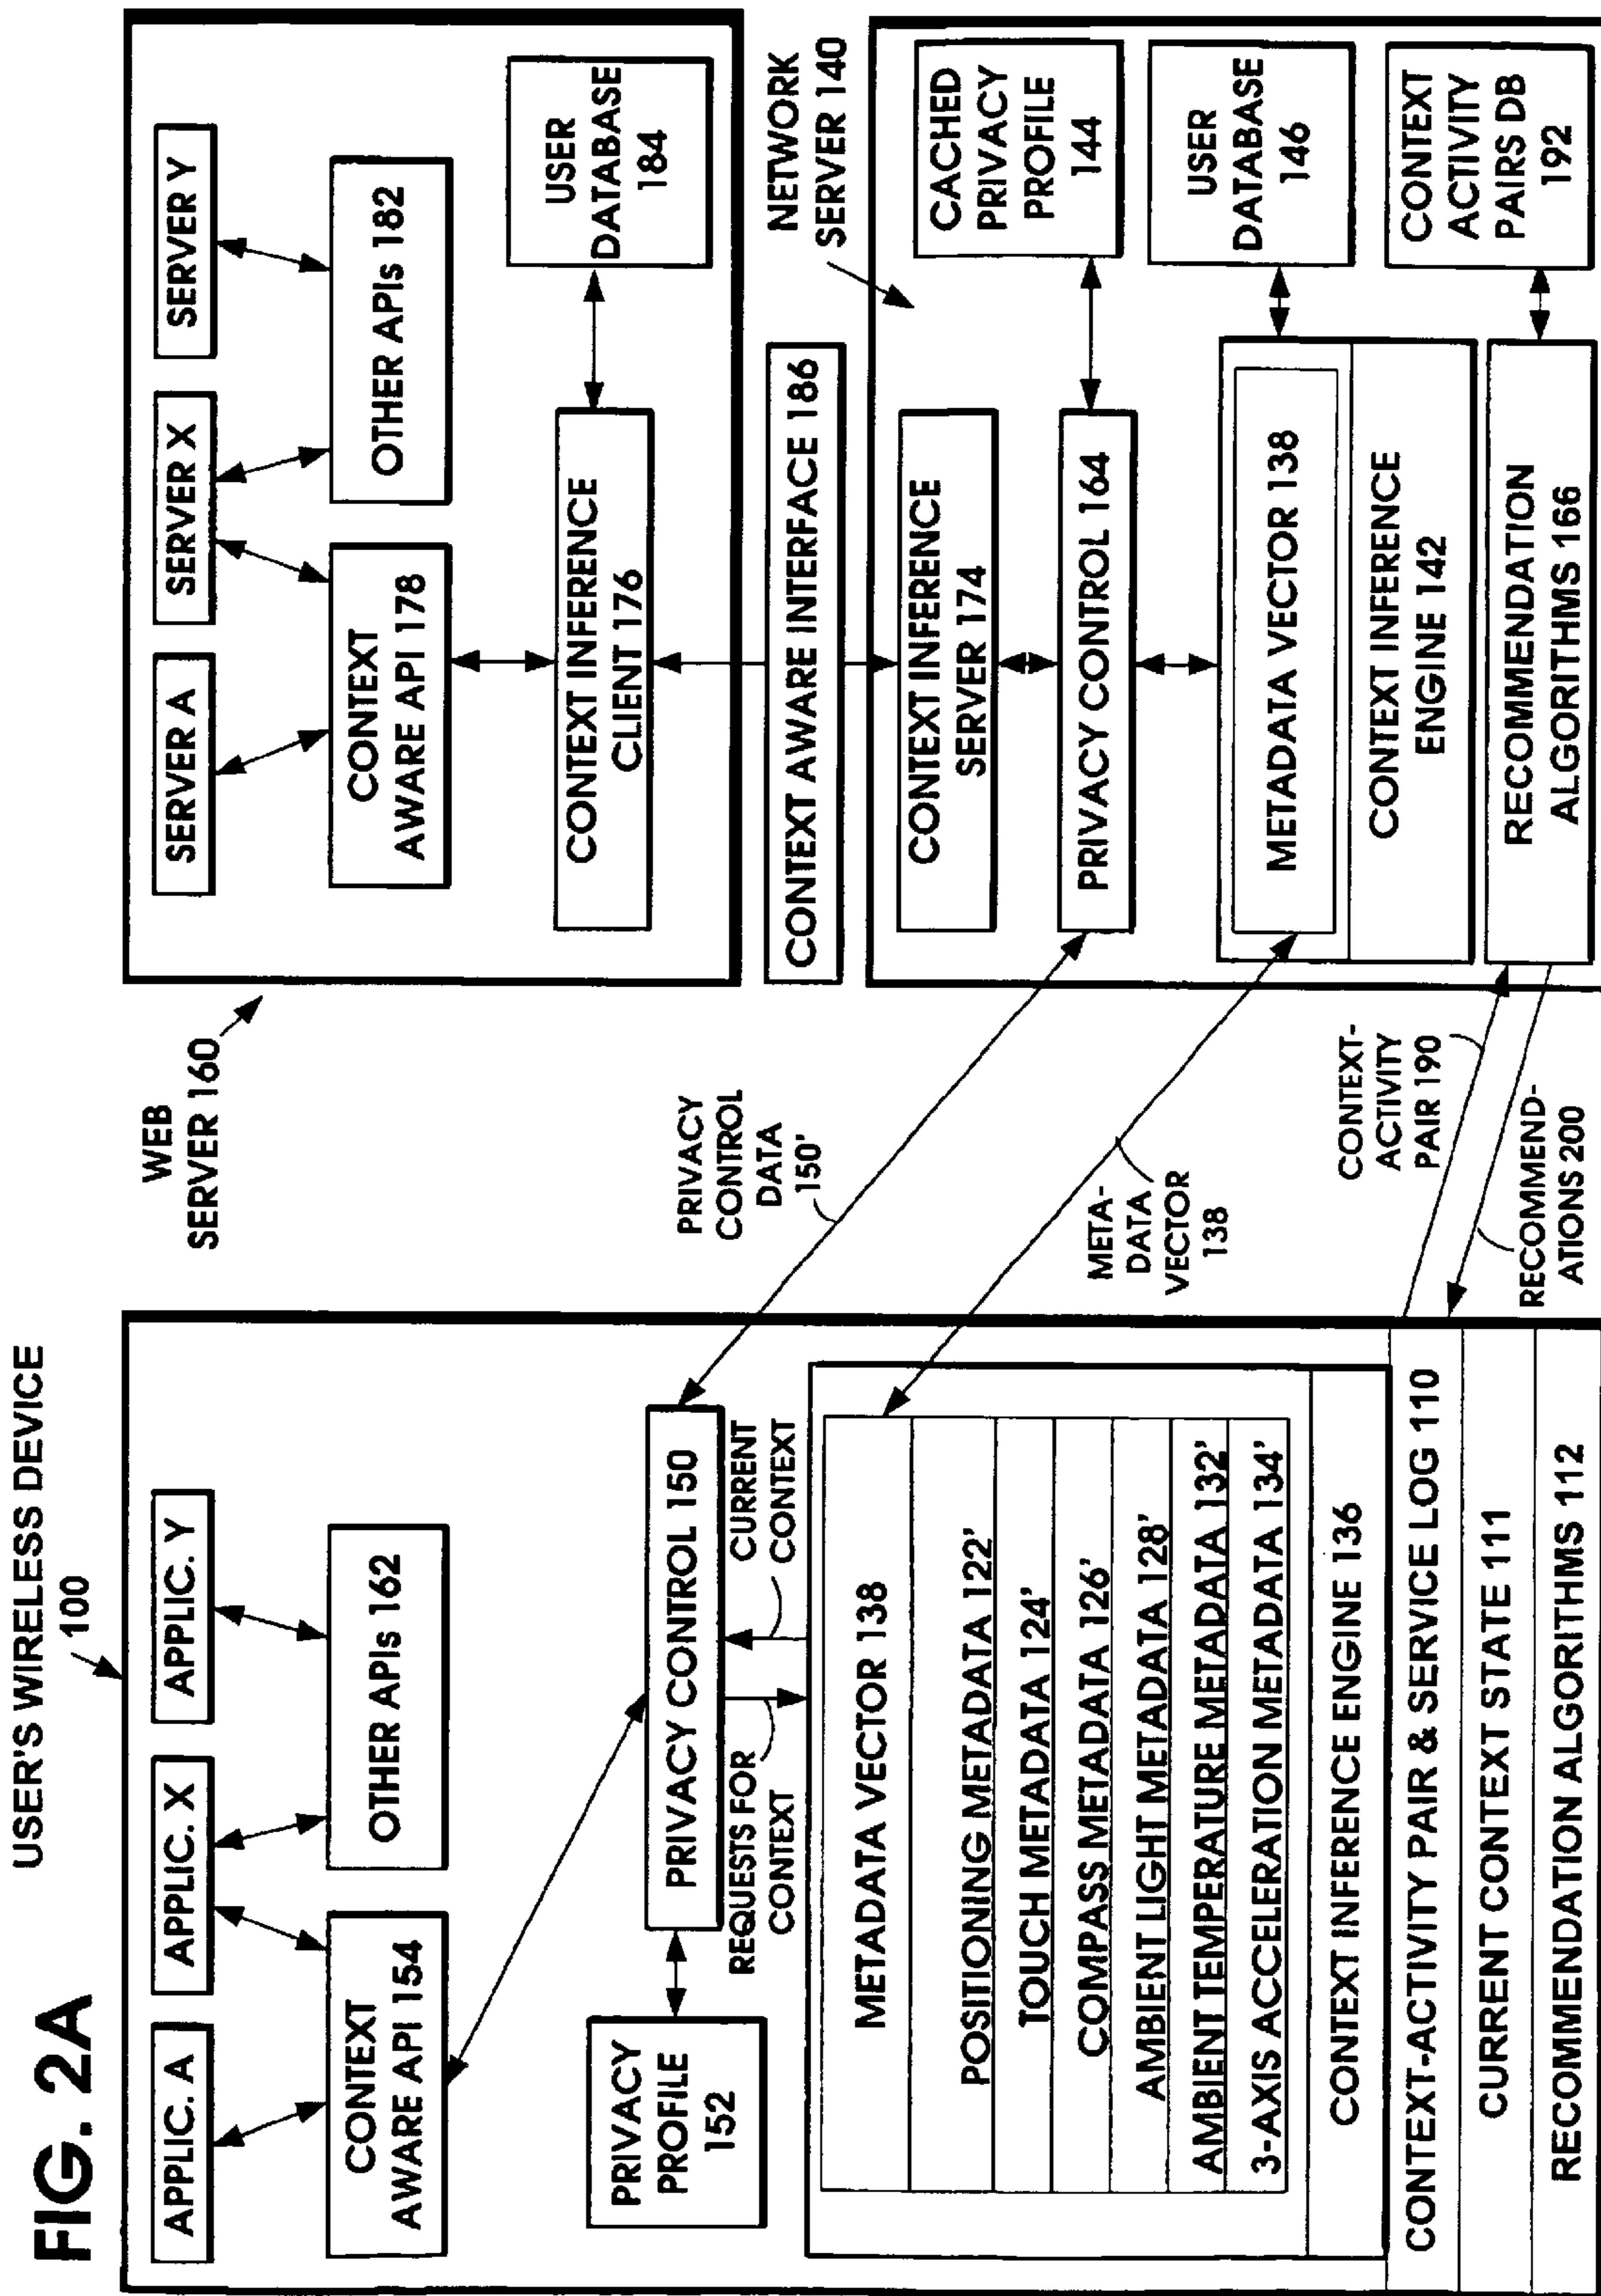 FIG. 2A
USER'S WIRELESS DEVICE
100
APPLIC. A
APPLIC. X
APPLIC. Y
CONTEXT
AWARE API 154
OTHER APIs 162
PRIVACY
PROFILE
152
PRIVACY CONTROL 150
REQUESTS FOR
CONTEXT
CURRENT
CONTEXT
METADATA VECTOR 138
POSITIONING METADATA 122'
TOUCH METADATA 124'
COMPASS METADATA 126'
AMBIENT LIGHT METADATA 128'
AMBIENT TEMPERATURE METADATA 132'
3-AXIS ACCELERATION METADATA 134'
CONTEXT INFERENCE ENGINE 136
CONTEXT-ACTIVITY PAIR & SERVICE LOG 110
CURRENT CONTEXT STATE 111
RECOMMENDATION ALGORITHMS 112
WEB
SERVER 160
PRIVACY
CONTROL
DATA
150'
META-
DATA
VECTOR
138
CONTEXT-
ACTIVITY
PAIR 190
RECOMMEND-
ATIONS 200
SERVER A
SERVER X
SERVER Y
CONTEXT
AWARE API 178
OTHER APIs 182
CONTEXT INFERENCE
CLIENT 176
USER
DATABASE
184
CONTEXT AWARE INTERFACE 186
NETWORK
SERVER 140
CONTEXT INFERENCE
SERVER 174
CACHED
PRIVACY
PROFILE
144
PRIVACY CONTROL 164
USER
DATABASE
146
METADATA VECTOR 138
CONTEXT INFERENCE
ENGINE 142
CONTEXT
ACTIVITY
PAIRS DB
192
RECOMMENDATION
ALGORITHMS 166